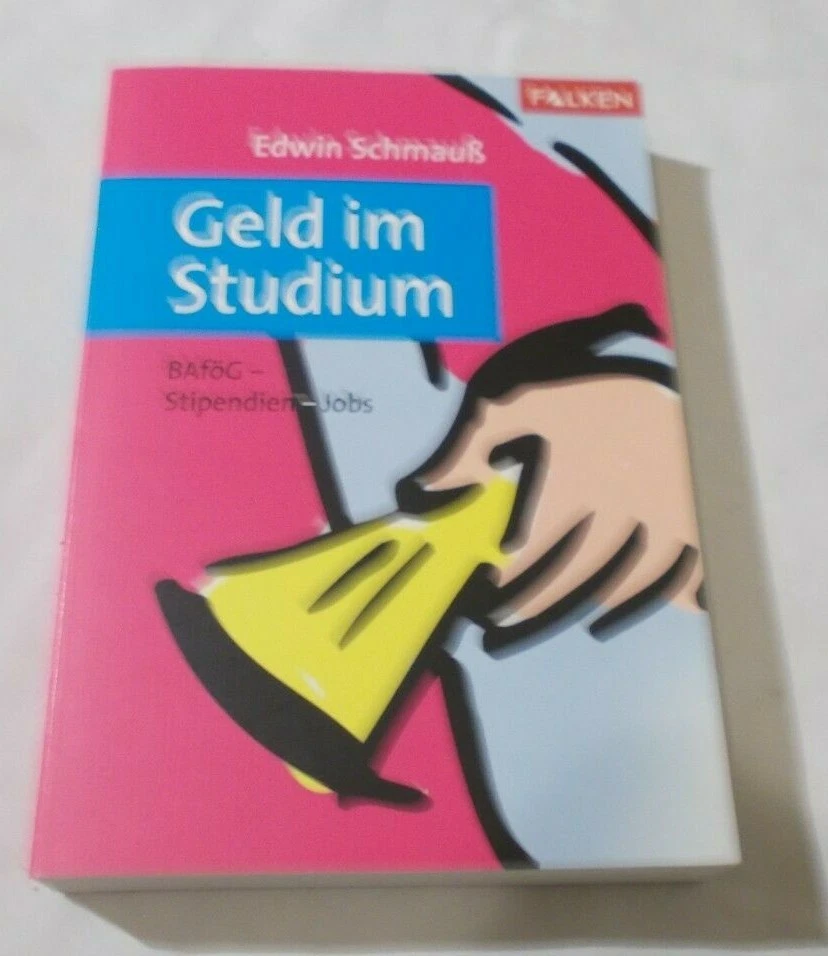 FALKEN
Edwin Schmauß
Geld im
Studium
BAföG –
Stipendien – Jobs